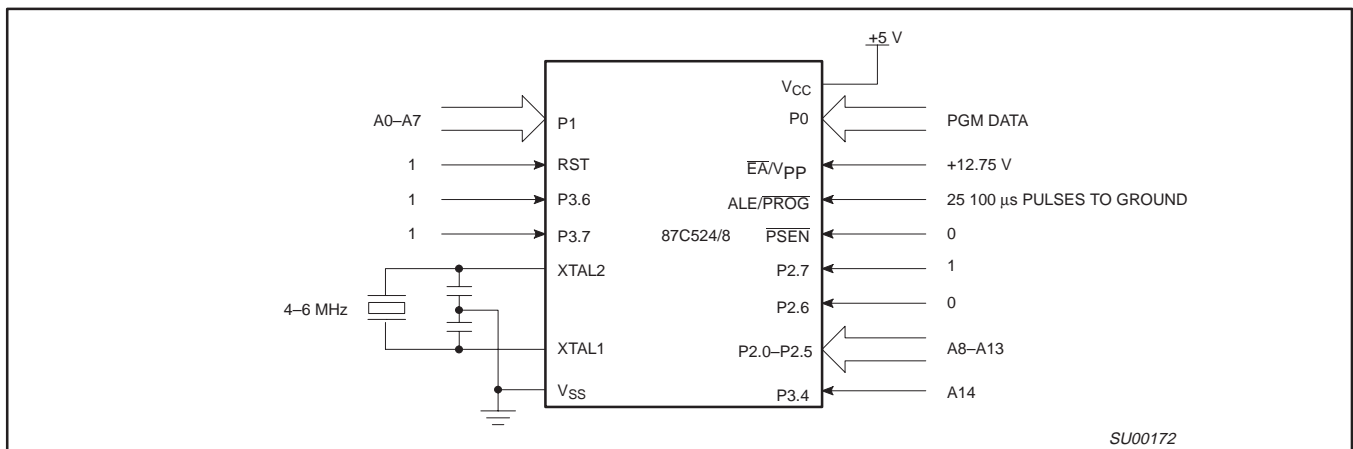 +5 V
VCC
A0–A7
P1
P0
PGM DATA
1
RST
EA/VPP
+12.75 V
1
P3.6
ALE/PROG
25 100 µs PULSES TO GROUND
1
P3.7
87C524/8
PSEN
0
XTAL2
P2.7
1
4–6 MHz
P2.6
0
XTAL1
P2.0–P2.5
A8–A13
VSS
P3.4
A14
SU00172